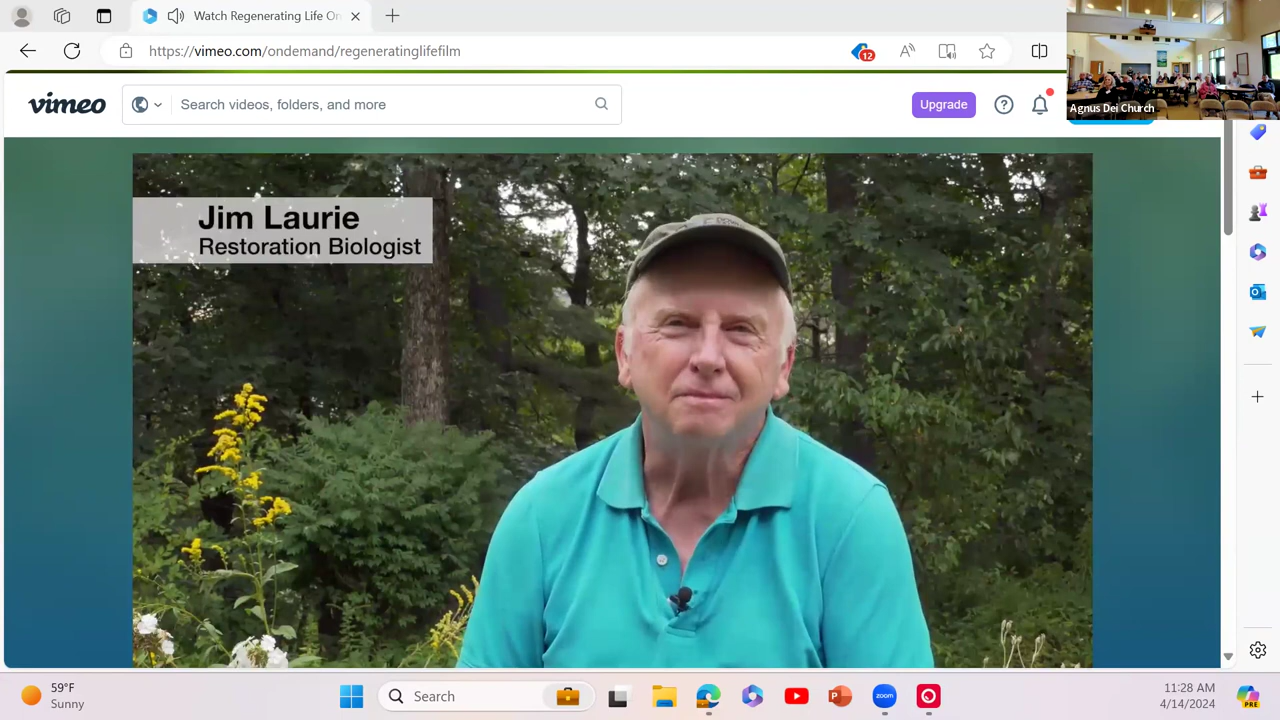 Watch Regenerating Life On
https://vimeo.com/ondemand/regeneratinglifefilm
12
Agnus Dei Church
vimeo
Search videos, folders, and more
Upgrade
Jim Laurie
Restoration Biologist
59°F
Sunny
Search
zoom
11:28 AM
4/14/2024
PRE